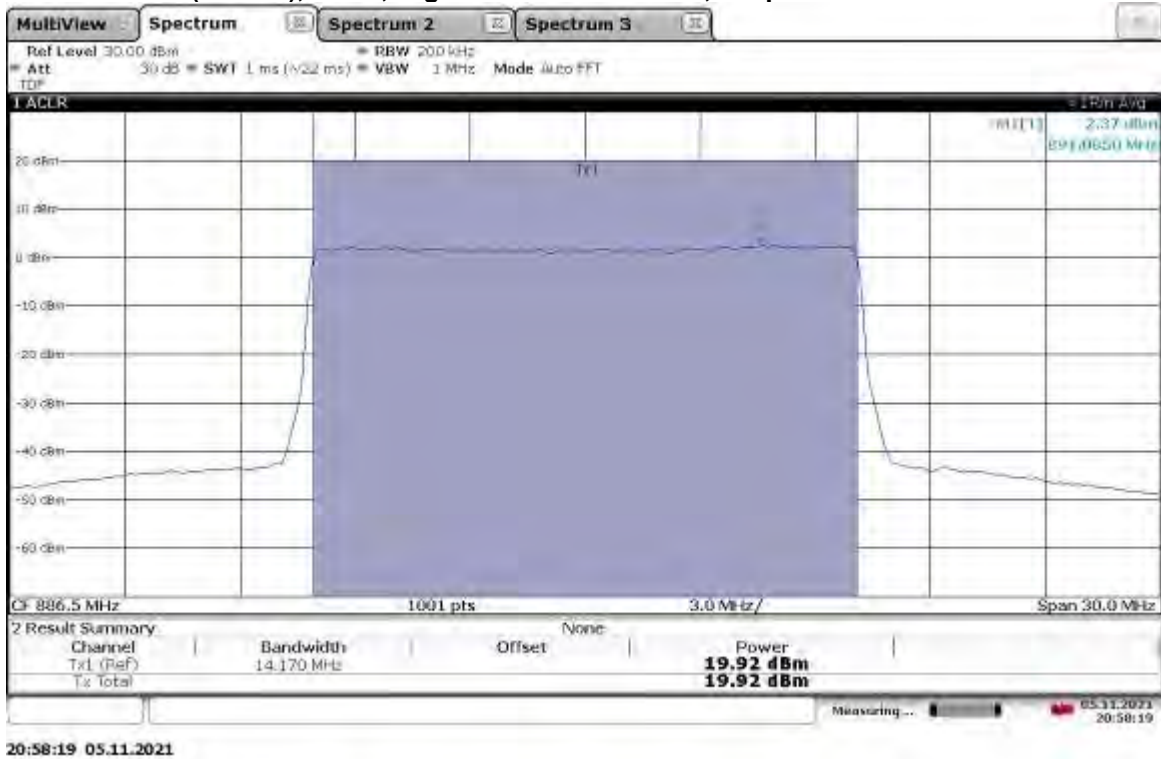 MultiView Spectrum Spectrum 2 Spectrum 3
Ref Level 30.00 dBm RBW 200 kHz
Att 30 dB SWT 1 ms (~22 ms) VBW 1 MHz Mode Auto FFT
TDF
1 ACLR 1Rm Avg
M1[1] 2.37 dBm
MHz
20 dBm
Tx1
10 dBm
0 dBm
-10 dBm
-20 dBm
-30 dBm
-40 dBm
-50 dBm
-60 dBm
CF 886.5 MHz 1001 pts 3.0 MHz/ Span 30.0 MHz
2 Result Summary None
Channel Bandwidth Offset Power
Tx1 (Ref) 14.170 MHz 19.92 dBm
Tx Total 19.92 dBm
Measuring... 05.11.2021
20:58:19
20:58:19 05.11.2021